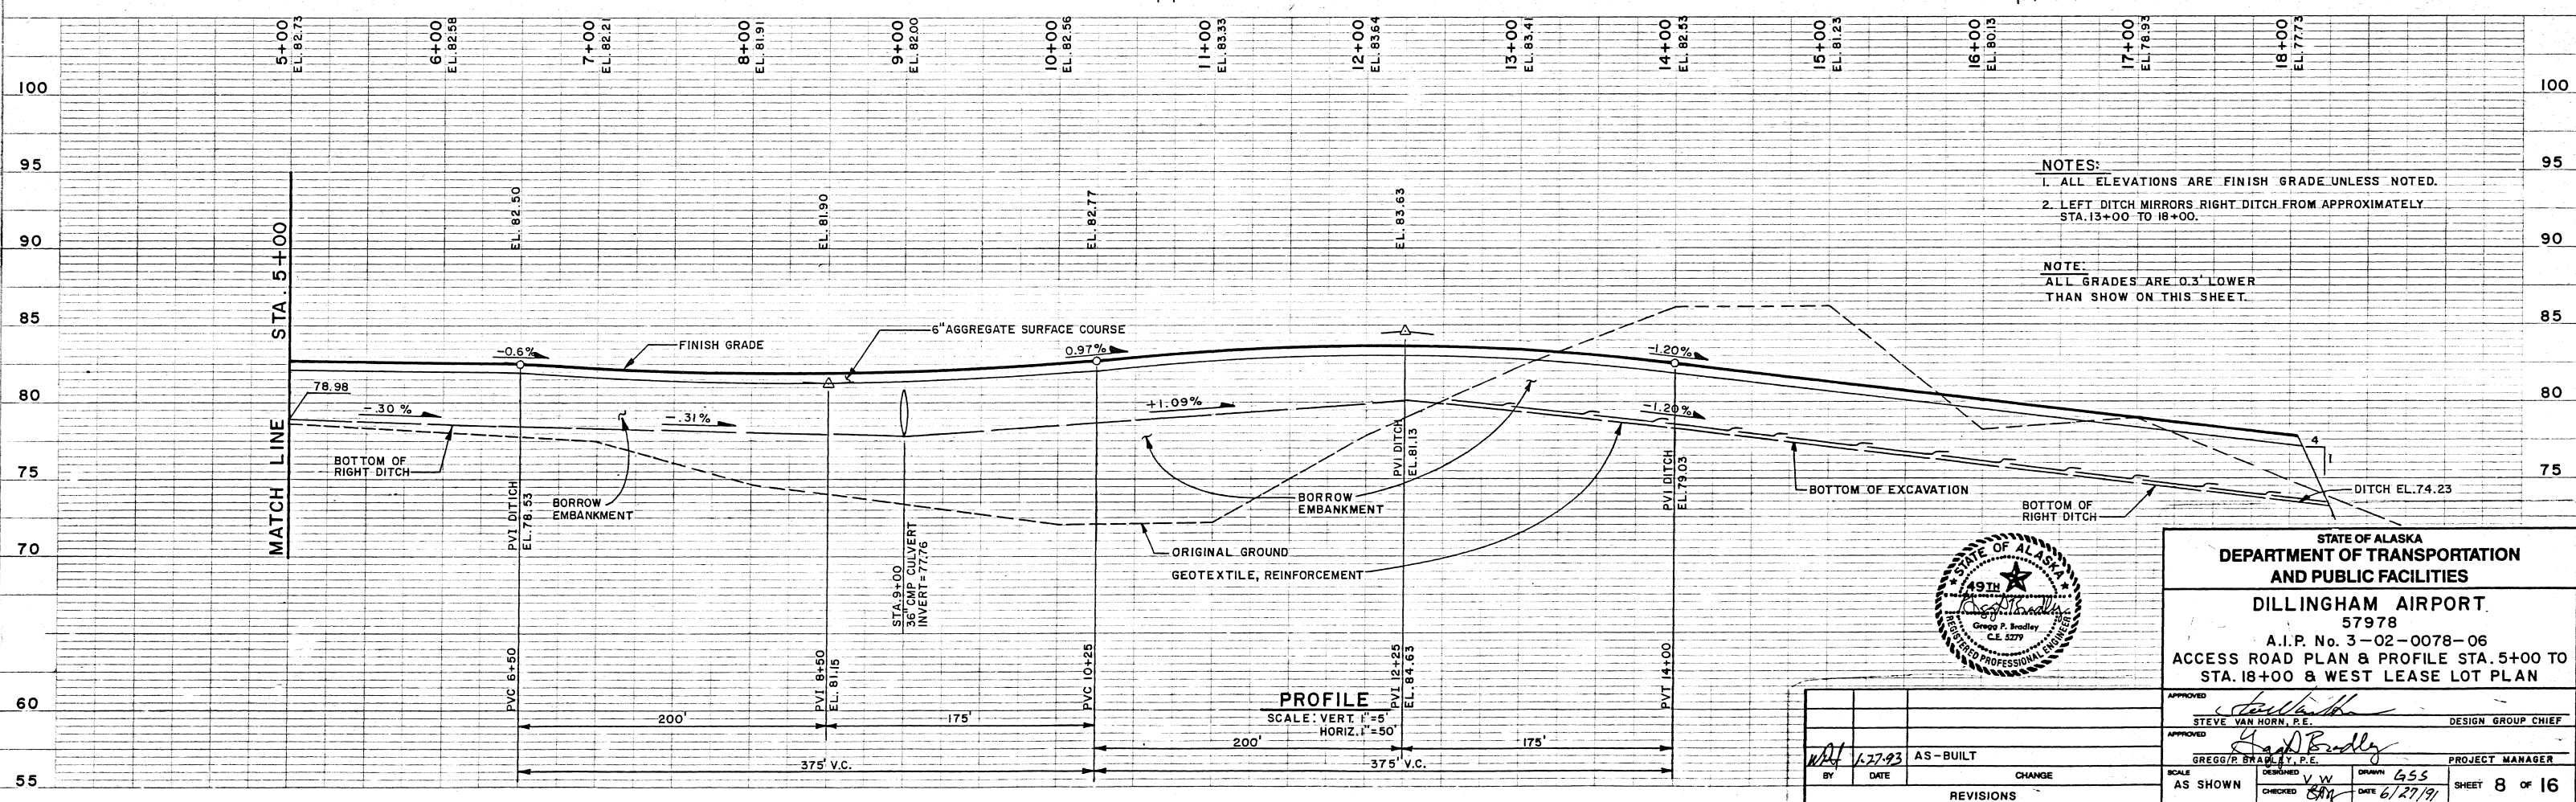 5+00
EL. 82.73
6+00
EL. 82.58
7+00
EL. 82.21
8+00
EL. 81.91
9+00
EL. 82.00
10+00
EL. 82.56
11+00
EL. 83.33
12+00
EL. 83.64
13+00
EL. 83.41
14+00
EL. 82.53
15+00
EL. 81.23
16+00
EL. 80.13
17+00
EL. 78.93
18+00
EL. 77.73
100
100
95
95
90
90
85
85
80
80
75
75
70
60
55
NOTES:
1. ALL ELEVATIONS ARE FINISH GRADE UNLESS NOTED.
2. LEFT DITCH MIRRORS RIGHT DITCH FROM APPROXIMATELY
STA. 13+00 TO 18+00.
NOTE:
ALL GRADES ARE 0.3' LOWER
THAN SHOW ON THIS SHEET.
MATCH LINE STA. 5+00
EL. 82.50
EL. 81.90
EL. 82.77
EL. 83.63
6" AGGREGATE SURFACE COURSE
FINISH GRADE
-0.6%
0.97%
-1.20%
78.98
-.30 %
-.31%
+1.09%
-1.20%
4
1
BOTTOM OF
RIGHT DITCH
BORROW
EMBANKMENT
BORROW
EMBANKMENT
BOTTOM OF EXCAVATION
DITCH EL. 74.23
BOTTOM OF
RIGHT DITCH
ORIGINAL GROUND
GEOTEXTILE, REINFORCEMENT
PVI DITICH
EL. 78.53
STA. 9+00
36" CMP CULVERT
INVERT = 77.76
PVI DITCH
EL. 81.13
PVI DITCH
EL. 79.03
PVC 6+50
PVI 8+50
EL. 81.15
PVC 10+25
PVI 12+25
EL. 84.63
PVT 14+00
200'
175'
200'
175'
375' V.C.
375' V.C.
PROFILE
SCALE: VERT. 1"=5'
HORIZ. 1"=50'
STATE OF ALASKA
49TH
Gregg P. Bradley
C.E. 5279
REGISTERED PROFESSIONAL ENGINEER
STATE OF ALASKA
DEPARTMENT OF TRANSPORTATION
AND PUBLIC FACILITIES
DILLINGHAM AIRPORT
57978
A.I.P. No. 3-02-0078-06
ACCESS ROAD PLAN & PROFILE STA. 5+00 TO
STA. 18+00 & WEST LEASE LOT PLAN
APPROVED
STEVE VAN HORN, P.E. DESIGN GROUP CHIEF
APPROVED
GREGG P. BRADLEY, P.E. PROJECT MANAGER
SCALE
AS SHOWN
DESIGNED VW
CHECKED
DRAWN GSS
DATE 6/27/91
SHEET 8 OF 16
1-27-93 AS-BUILT
BY DATE CHANGE
REVISIONS